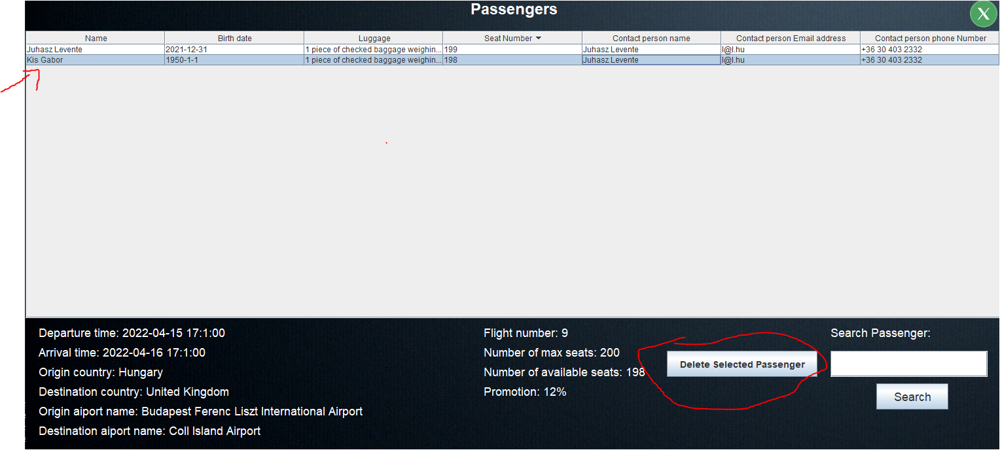 Passengers
X
Name Birth date Luggage Seat Number Contact person name Contact person Email address Contact person phone Number
Juhasz Levente 2021-12-31 1 piece of checked baggage weighin... 199 Juhasz Levente l@l.hu +36 30 403 2332
Kis Gabor 1950-1-1 1 piece of checked baggage weighin... 198 Juhasz Levente l@l.hu +36 30 403 2332
Departure time: 2022-04-15 17:1:00
Arrival time: 2022-04-16 17:1:00
Origin country: Hungary
Destination country: United Kingdom
Origin aiport name: Budapest Ferenc Liszt International Airport
Destination aiport name: Coll Island Airport
Flight number: 9
Number of max seats: 200
Number of available seats: 198
Promotion: 12%
Delete Selected Passenger
Search Passenger:
Search